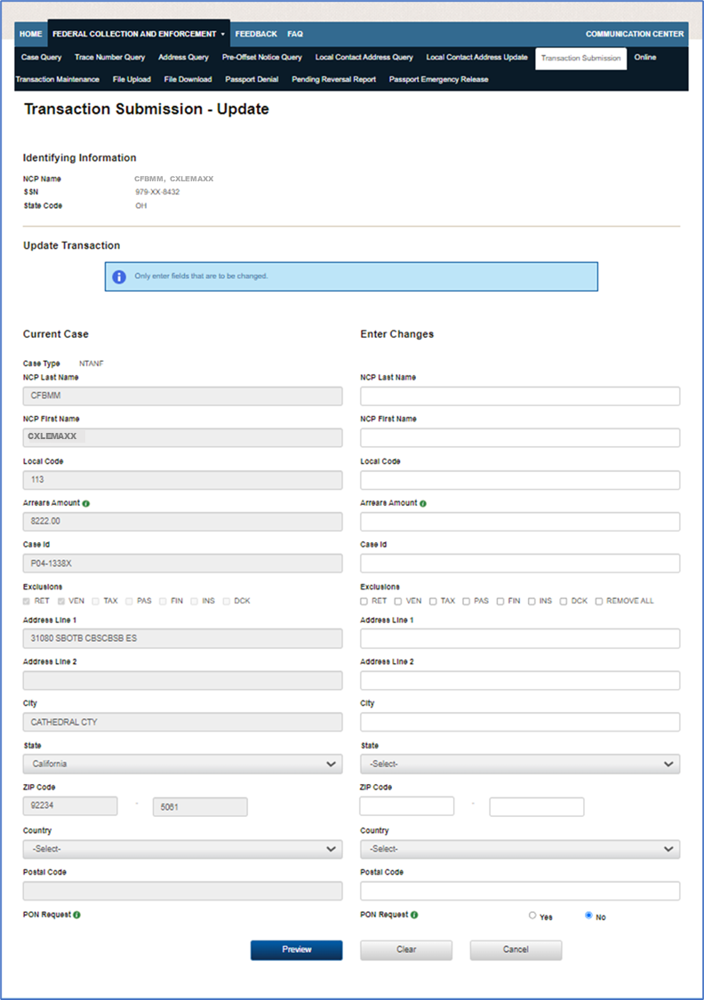 HOME FEDERAL COLLECTION AND ENFORCEMENT FEEDBACK FAQ COMMUNICATION CENTER
Case Query Trace Number Query Address Query Pre-Offset Notice Query Local Contact Address Query Local Contact Address Update Transaction Submission Online
Transaction Maintenance File Upload File Download Passport Denial Pending Reversal Report Passport Emergency Release
Transaction Submission - Update
Identifying Information
NCP Name CFBMM, CXLEMAXX
SSN 979-XX-8432
State Code OH
Update Transaction
Only enter fields that are to be changed.
Current Case Enter Changes
Case Type NTANF
NCP Last Name NCP Last Name
CFBMM
NCP First Name NCP First Name
CXLEMAXX
Local Code Local Code
113
Arrears Amount Arrears Amount
8222.00
Case Id Case Id
P04-1338X
Exclusions Exclusions
RET VEN TAX PAS FIN INS DCK RET VEN TAX PAS FIN INS DCK REMOVE ALL
Address Line 1 Address Line 1
31080 SBOTB CBSCBSB ES
Address Line 2 Address Line 2
City City
CATHEDRAL CTY
State State
California -Select-
ZIP Code ZIP Code
92234 - 5061 -
Country Country
-Select- -Select-
Postal Code Postal Code
PON Request PON Request Yes No
Preview Clear Cancel